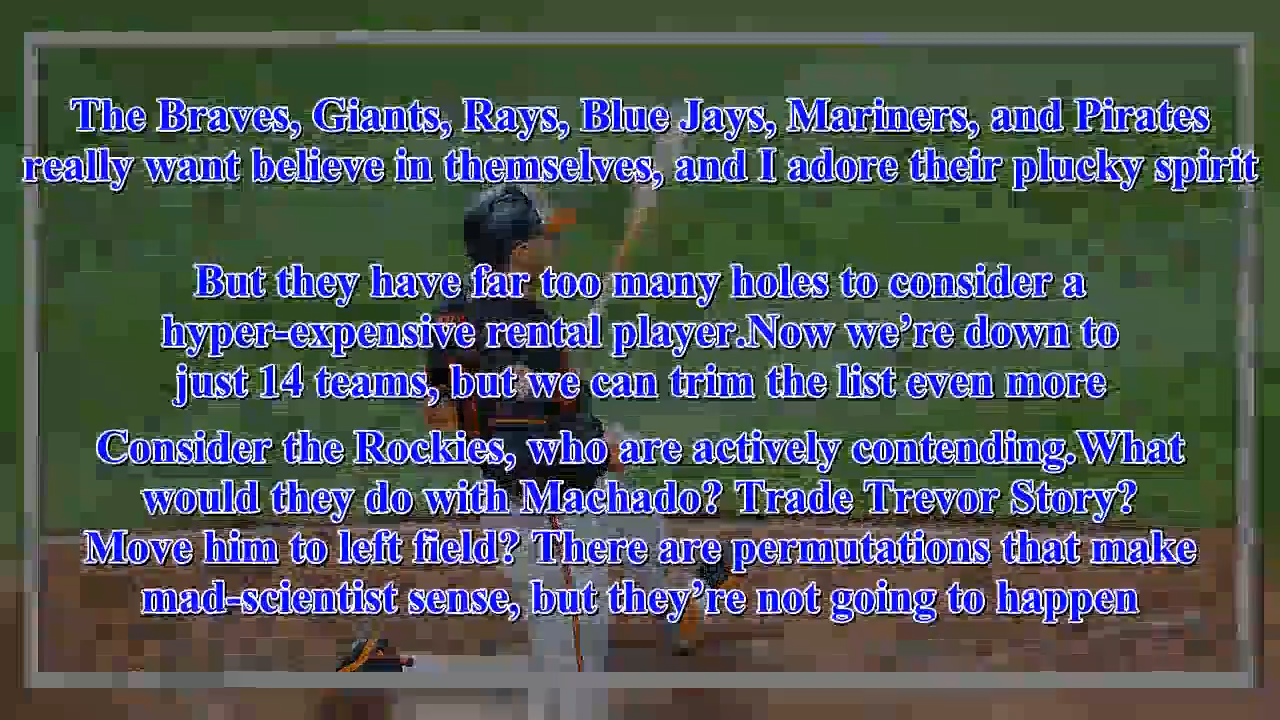 The Braves, Giants, Rays, Blue Jays, Mariners, and Pirates
really want believe in themselves, and I adore their plucky spirit
But they have far too many holes to consider a
hyper-expensive rental player.Now we’re down to
just 14 teams, but we can trim the list even more
Consider the Rockies, who are actively contending.What
would they do with Machado? Trade Trevor Story?
Move him to left field? There are permutations that make
mad-scientist sense, but they’re not going to happen